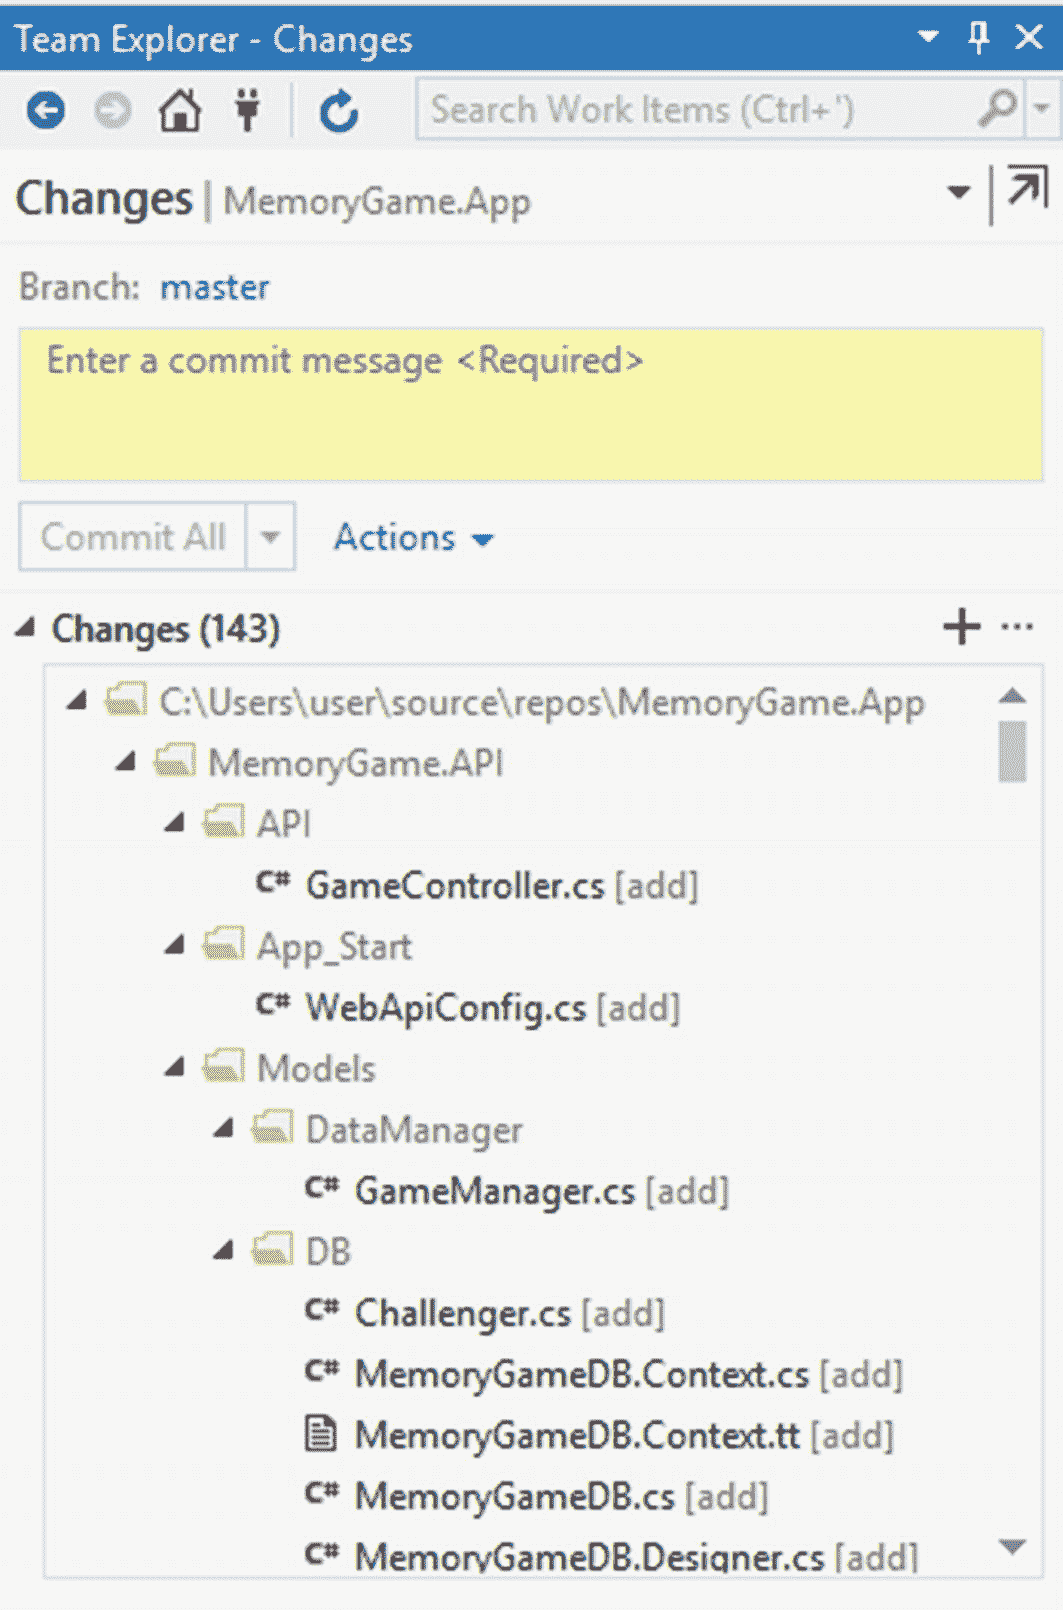 Team Explorer - Changes
Search Work Items (Ctrl+')
Changes | MemoryGame.App
Branch: master
Enter a commit message <Required>
Commit All Actions
Changes (143)
C:\Users\user\source\repos\MemoryGame.App
MemoryGame.API
API
C# GameController.cs [add]
App_Start
C# WebApiConfig.cs [add]
Models
DataManager
C# GameManager.cs [add]
DB
C# Challenger.cs [add]
C# MemoryGameDB.Context.cs [add]
MemoryGameDB.Context.tt [add]
C# MemoryGameDB.cs [add]
C# MemoryGameDB.Designer.cs [add]